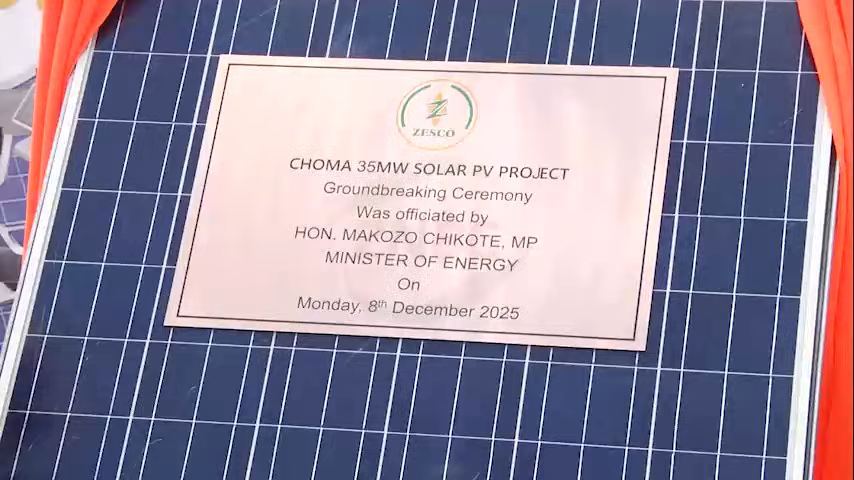 ZESCO
CHOMA 35MW SOLAR PV PROJECT
Groundbreaking Ceremony
Was officiated by
HON. MAKOZO CHIKOTE, MP
MINISTER OF ENERGY
On
Monday, 8th December 2025